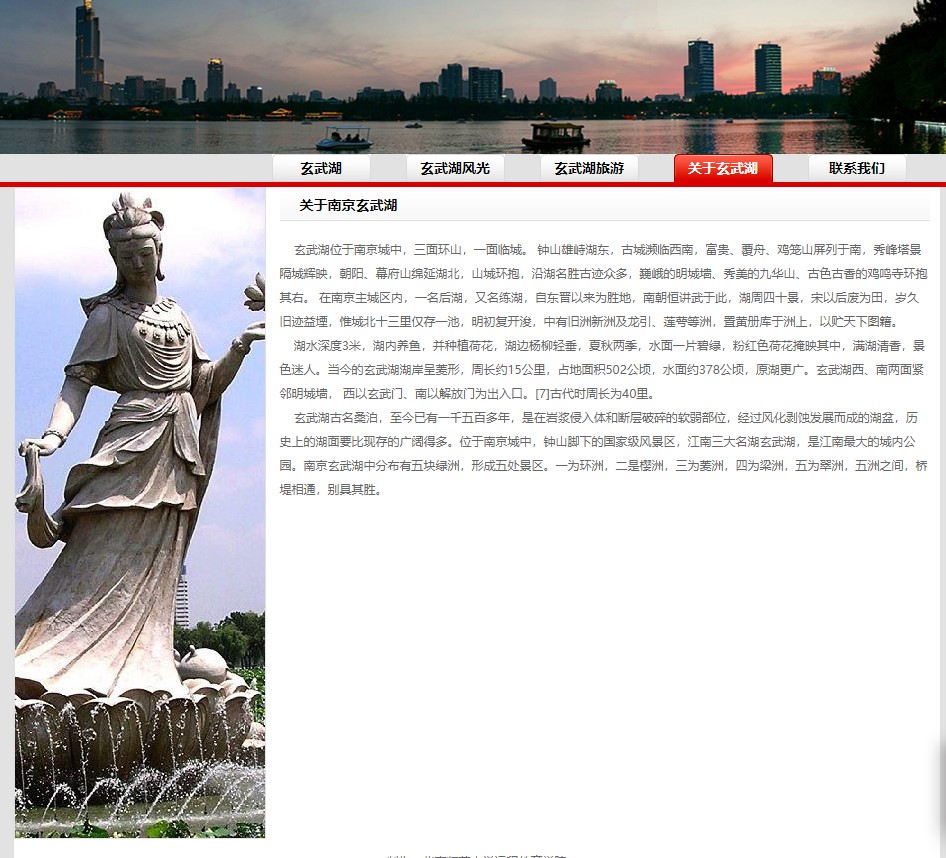 玄武湖 玄武湖风光 玄武湖旅游 关于玄武湖 联系我们
关于南京玄武湖
玄武湖位于南京城中，三面环山，一面临城。 钟山雄峙湖东，古城濒临西南，富贵、覆舟、鸡笼山屏列于南，秀峰塔景
隔城辉映，朝阳、幕府山绵延湖北，山城环抱，沿湖名胜古迹众多，巍峨的明城墙、秀美的九华山、古色古香的鸡鸣寺环抱
其右。 在南京主城区内，一名后湖，又名练湖，自东晋以来为胜地，南朝恒讲武于此，湖周四十景，宋以后废为田，岁久
旧迹益堙，惟城北十三里仅存一池，明初复开浚，中有旧洲新洲及龙引、莲萼等洲，置黄册库于洲上，以贮天下图籍。
湖水深度3米，湖内养鱼，并种植荷花，湖边杨柳轻垂，夏秋两季，水面一片碧绿，粉红色荷花掩映其中，满湖清香，景
色迷人。当今的玄武湖湖岸呈菱形，周长约15公里，占地面积502公顷，水面约378公顷，原湖更广。玄武湖西、南两面紧
邻明城墙， 西以玄武门、南以解放门为出入口。[7]古代时周长为40里。
玄武湖古名桑泊，至今已有一千五百多年，是在岩浆侵入体和断层破碎的软弱部位，经过风化剥蚀发展而成的湖盆，历
史上的湖面要比现存的广阔得多。位于南京城中，钟山脚下的国家级风景区，江南三大名湖玄武湖，是江南最大的城内公
园。南京玄武湖中分布有五块绿洲，形成五处景区。一为环洲，二是樱洲，三为菱洲，四为梁洲，五为翠洲，五洲之间，桥
堤相通，别具其胜。